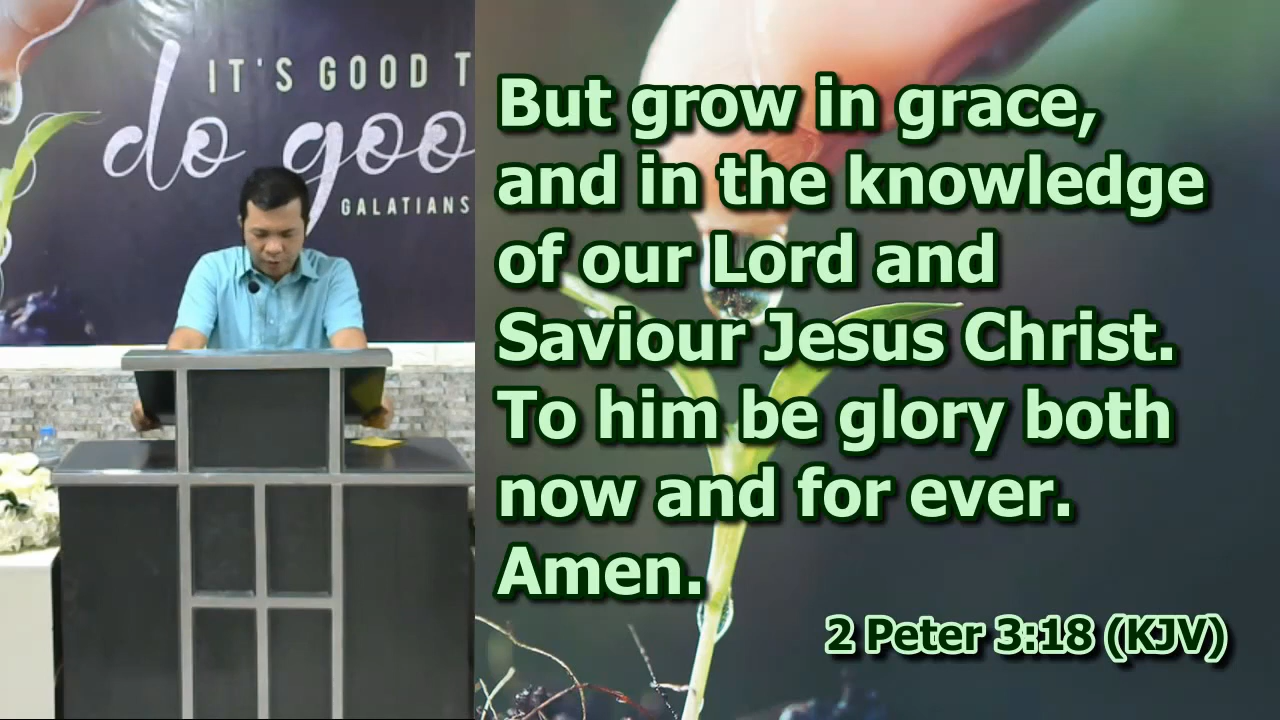 IT'S GOOD T
do goo
GALATIANS
But grow in grace,
and in the knowledge
of our Lord and
Saviour Jesus Christ.
To him be glory both
now and for ever.
Amen.
2 Peter 3:18 (KJV)